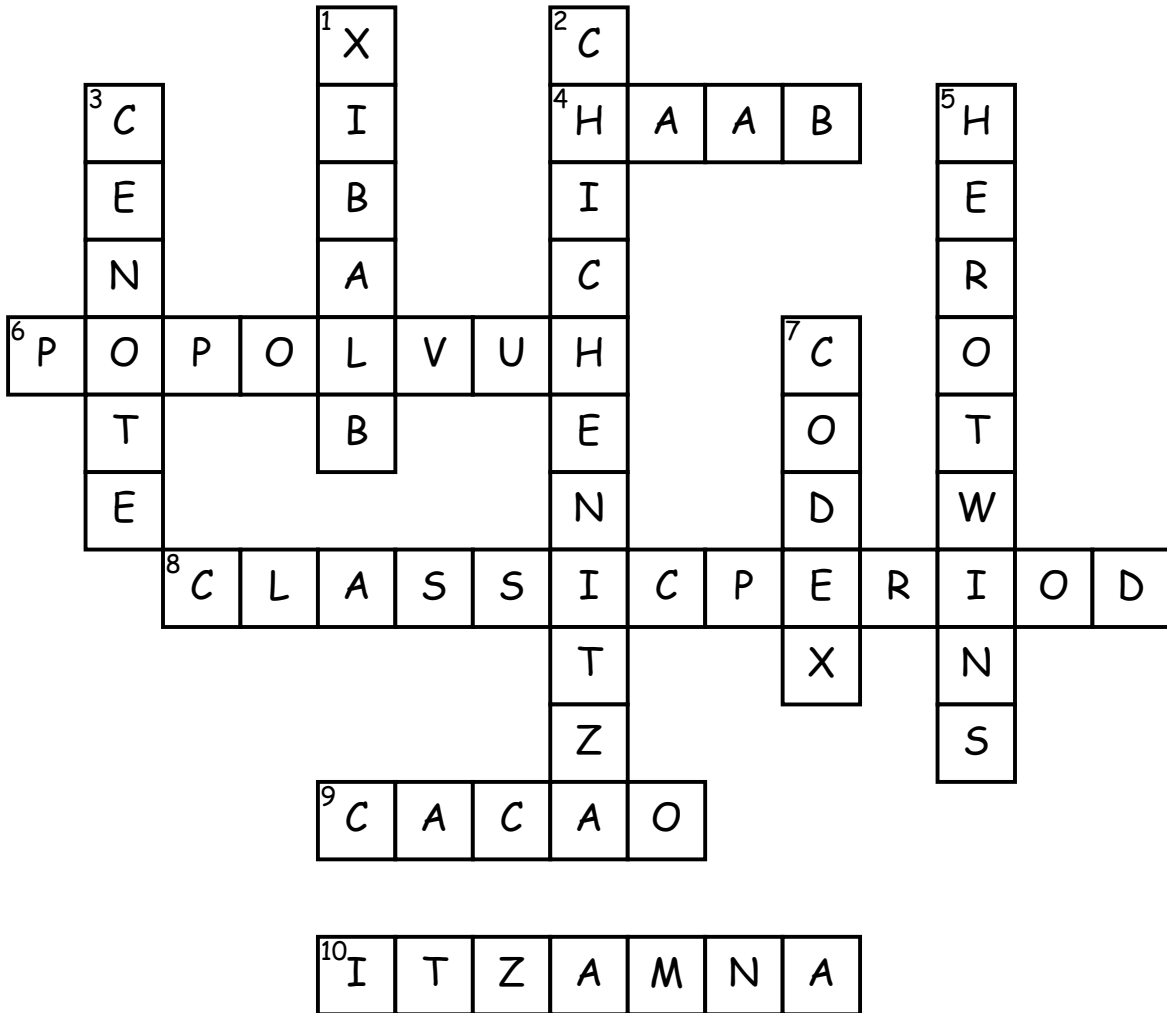 1 X 2 C
3 C I 4 H A A B 5 H
E B I E
N A C R
6 P O P O L V U H 7 C O
T B E O T
E N D W
8 C L A S S I C P E R I O D
T X N
Z S
9 C A C A O
10 I T Z A M N A